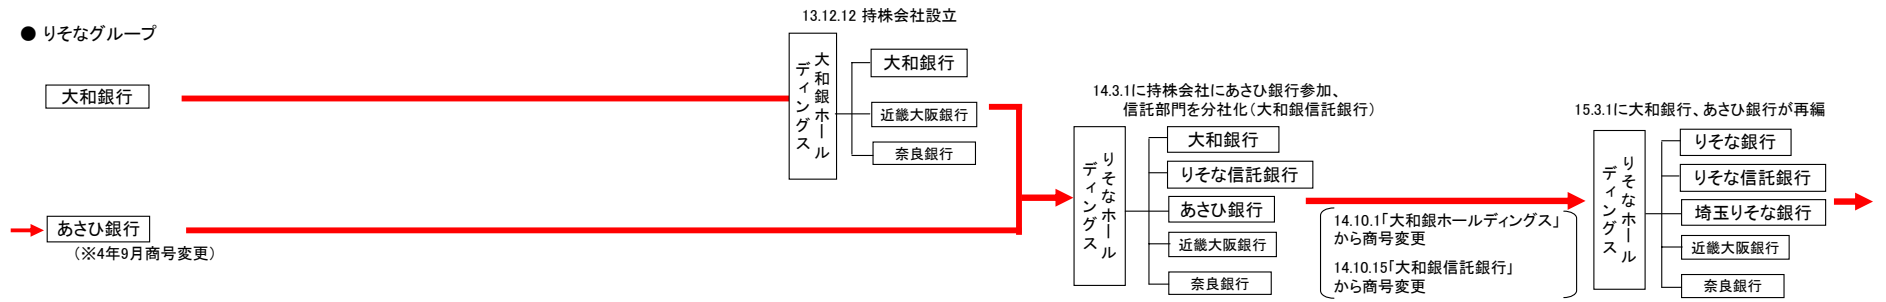 ● りそなグループ
大和銀行
あさひ銀行
（※4年9月商号変更）
13.12.12 持株会社設立
大和銀ホール
ディングス
大和銀行
近畿大阪銀行
奈良銀行
14.3.1に持株会社にあさひ銀行参加、
信託部門を分社化（大和銀信託銀行）
りそなホール
ディングス
大和銀行
りそな信託銀行
あさひ銀行
近畿大阪銀行
奈良銀行
14.10.1「大和銀ホールディングス」
から商号変更
14.10.15「大和銀信託銀行」
から商号変更
15.3.1に大和銀行、あさひ銀行が再編
りそなホール
ディングス
りそな銀行
りそな信託銀行
埼玉りそな銀行
近畿大阪銀行
奈良銀行